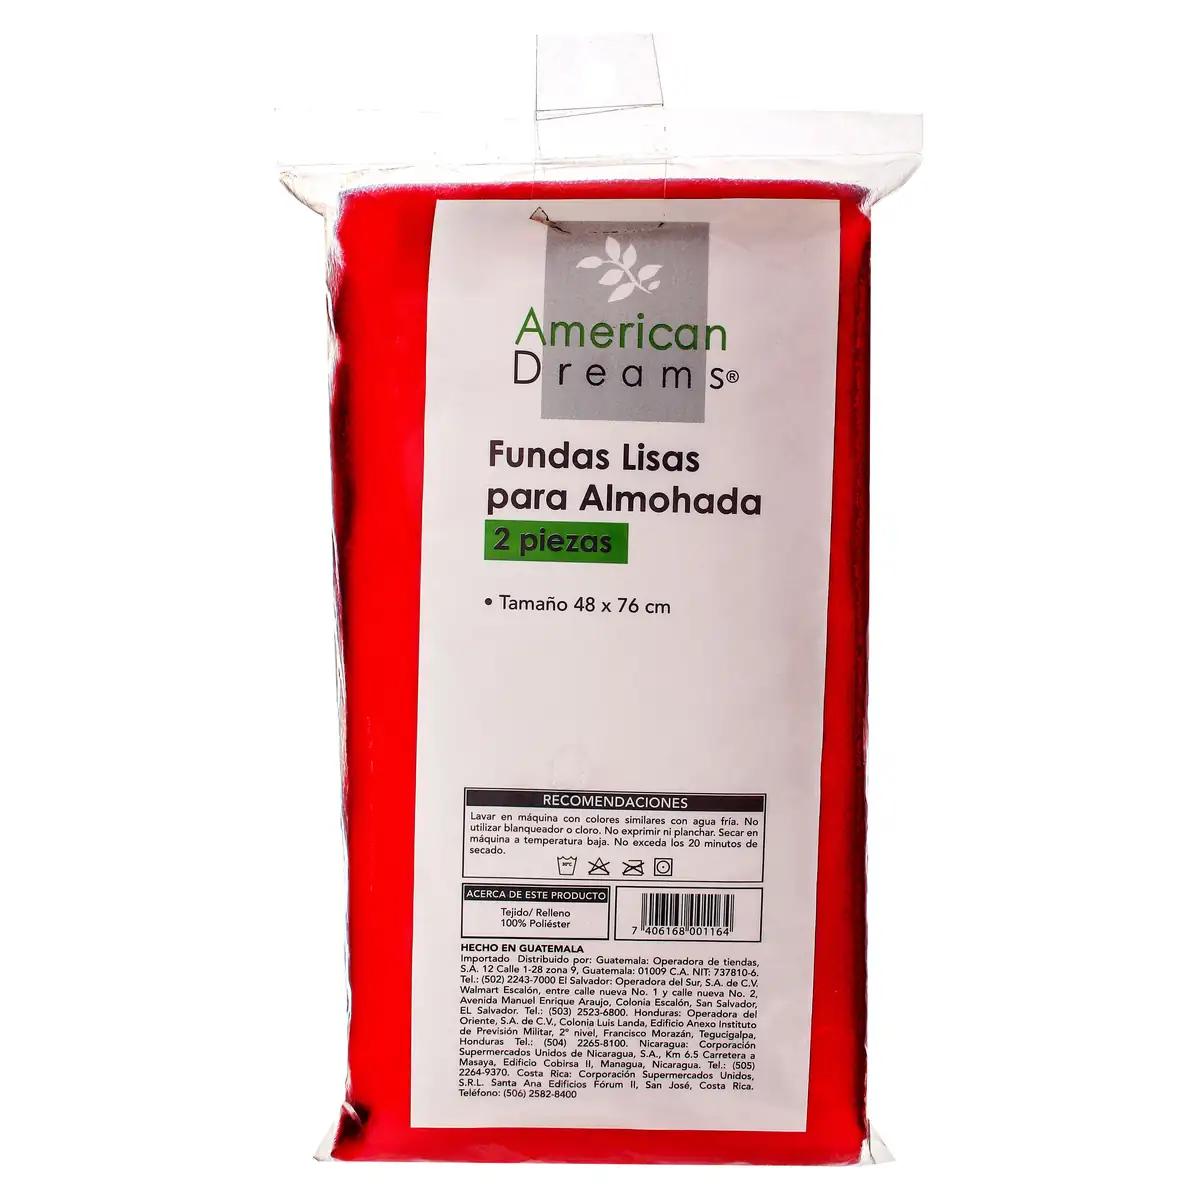 American
Dreams®
Fundas Lisas
para Almohada
2 piezas
• Tamaño 48 x 76 cm
RECOMENDACIONES
Lavar en máquina con colores similares con agua fría. No
utilizar blanqueador o cloro. No exprimir ni planchar. Secar en
máquina a temperatura baja. No exceda los 20 minutos de
secado.
30°C
ACERCA DE ESTE PRODUCTO
Tejido/ Relleno
100% Poliéster
7 406168 001164
HECHO EN GUATEMALA
Importado Distribuido por: Guatemala: Operadora de tiendas,
S.A. 12 Calle 1-28 zona 9, Guatemala: 01009 C.A. NIT: 737810-6.
Tel.: (502) 2243-7000 El Salvador: Operadora del Sur, S.A. de C.V.
Walmart Escalón, entre calle nueva No. 1 y calle nueva No. 2,
Avenida Manuel Enrique Araujo, Colonia Escalón, San Salvador,
EL Salvador. Tel.: (503) 2523-6800. Honduras: Operadora del
Oriente, S.A. de C.V., Colonia Luis Landa, Edificio Anexo Instituto
de Previsión Militar, 2° nivel, Francisco Morazán, Tegucigalpa,
Honduras Tel.: (504) 2265-8100. Nicaragua: Corporación
Supermercados Unidos de Nicaragua, S.A., Km 6.5 Carretera a
Masaya, Edificio Cobirsa II, Managua, Nicaragua. Tel.: (505)
2264-9370. Costa Rica: Corporación Supermercados Unidos,
S.R.L. Santa Ana Edificios Fórum II, San José, Costa Rica.
Teléfono: (506) 2582-8400